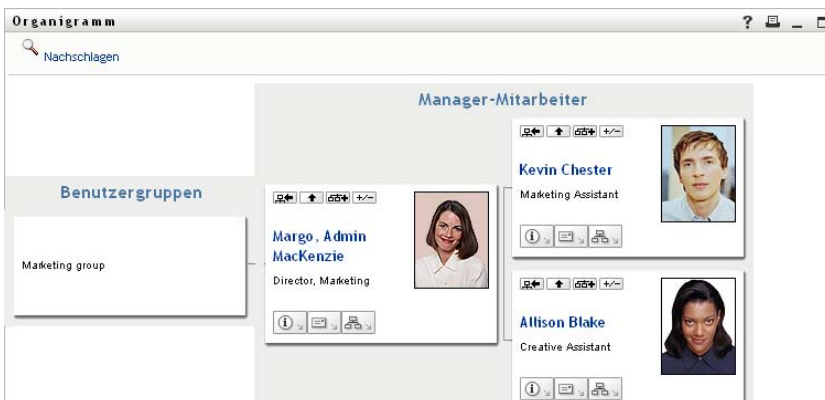 Organigramm
?
Nachschlagen
Manager-Mitarbeiter
Benutzergruppen
Marketing group
+/-
Margo, Admin
MacKenzie
Director, Marketing
+/-
Kevin Chester
Marketing Assistant
+/-
Allison Blake
Creative Assistant